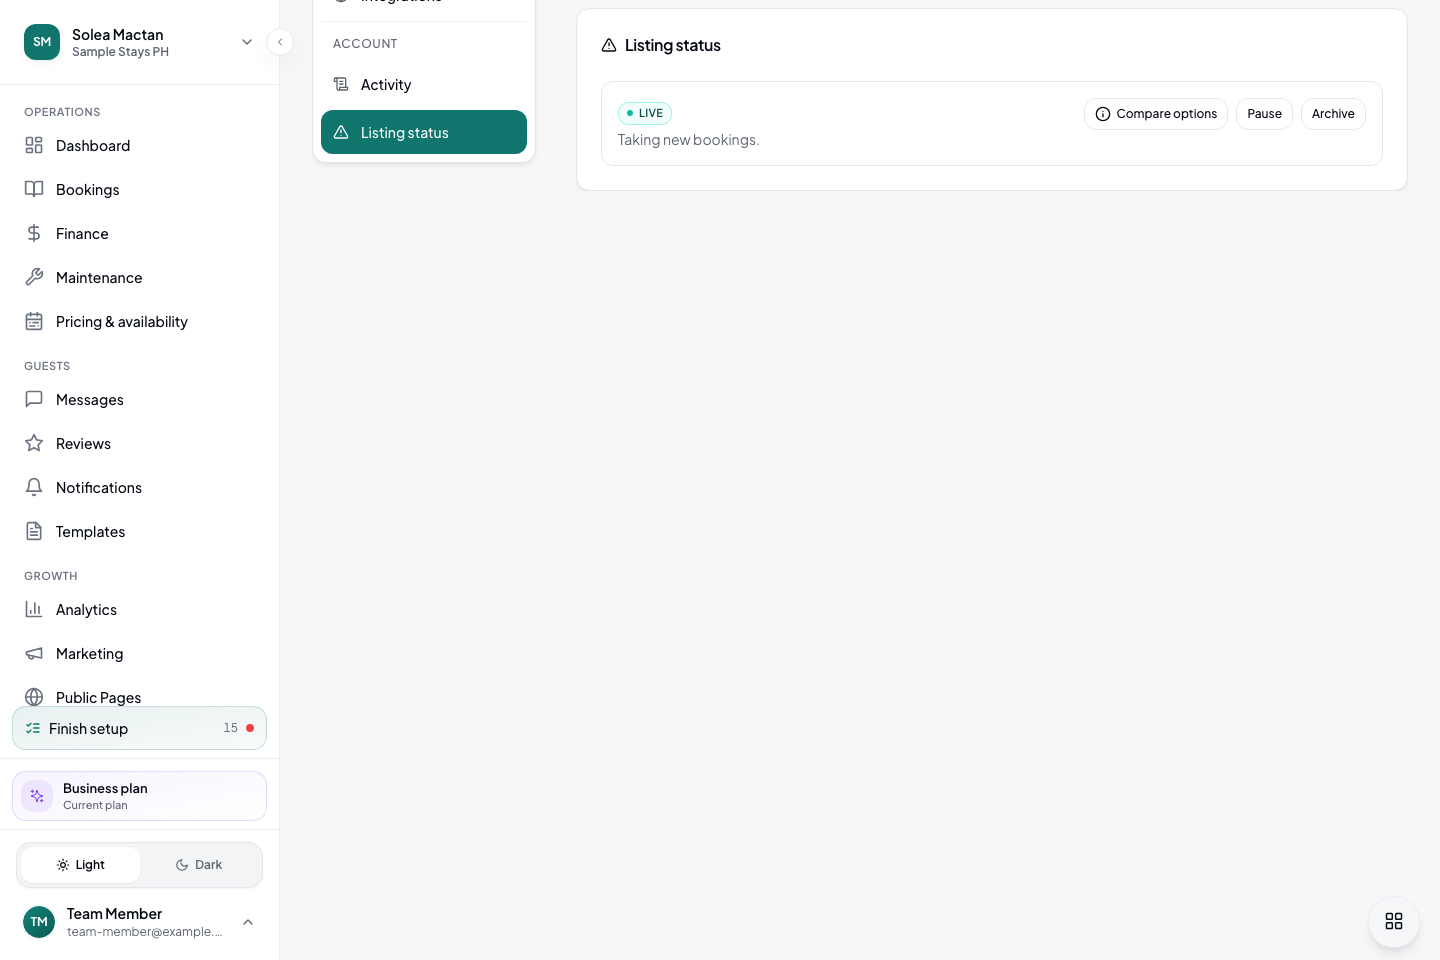 SM
Solea Mactan
Sample Stays PH
OPERATIONS
Dashboard
Bookings
Finance
Maintenance
Pricing & availability
GUESTS
Messages
Reviews
Notifications
Templates
GROWTH
Analytics
Marketing
Public Pages
Finish setup 15
Business plan
Current plan
Light Dark
TM
Team Member
team-member@example....
Integrations
ACCOUNT
Activity
Listing status
Listing status
LIVE
Taking new bookings.
Compare options Pause Archive